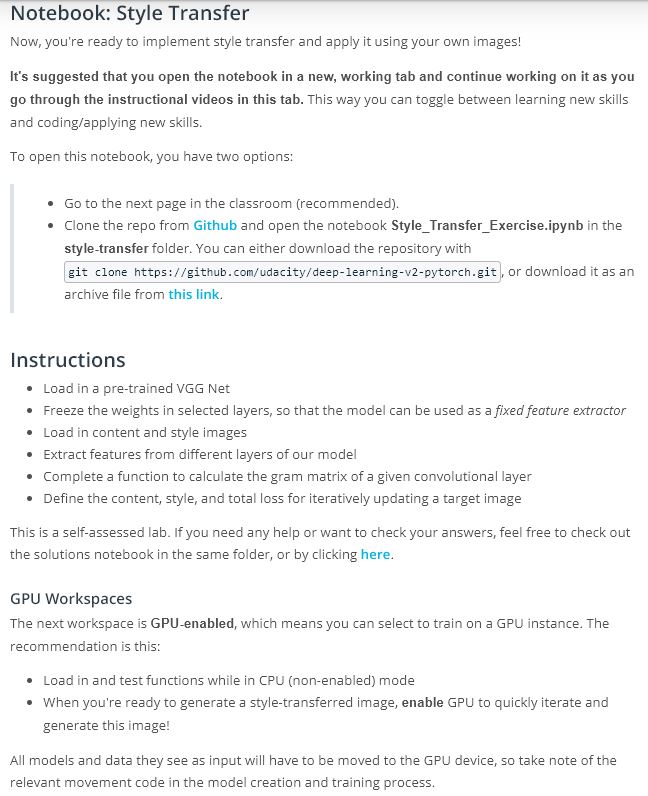 Notebook: Style Transfer
Now, you're ready to implement style transfer and apply it using your own images!
It's suggested that you open the notebook in a new, working tab and continue working on it as you
go through the instructional videos in this tab. This way you can toggle between learning new skills
and coding/applying new skills.
To open this notebook, you have two options:
• Go to the next page in the classroom (recommended).
• Clone the repo from Github and open the notebook Style_Transfer_Exercise.ipynb in the
style-transfer folder. You can either download the repository with
git clone https://github.com/udacity/deep-learning-v2-pytorch.git, or download it as an
archive file from this link.
Instructions
• Load in a pre-trained VGG Net
• Freeze the weights in selected layers, so that the model can be used as a fixed feature extractor
• Load in content and style images
• Extract features from different layers of our model
• Complete a function to calculate the gram matrix of a given convolutional layer
• Define the content, style, and total loss for iteratively updating a target image
This is a self-assessed lab. If you need any help or want to check your answers, feel free to check out
the solutions notebook in the same folder, or by clicking here.
GPU Workspaces
The next workspace is GPU-enabled, which means you can select to train on a GPU instance. The
recommendation is this:
• Load in and test functions while in CPU (non-enabled) mode
• When you're ready to generate a style-transferred image, enable GPU to quickly iterate and
generate this image!
All models and data they see as input will have to be moved to the GPU device, so take note of the
relevant movement code in the model creation and training process.